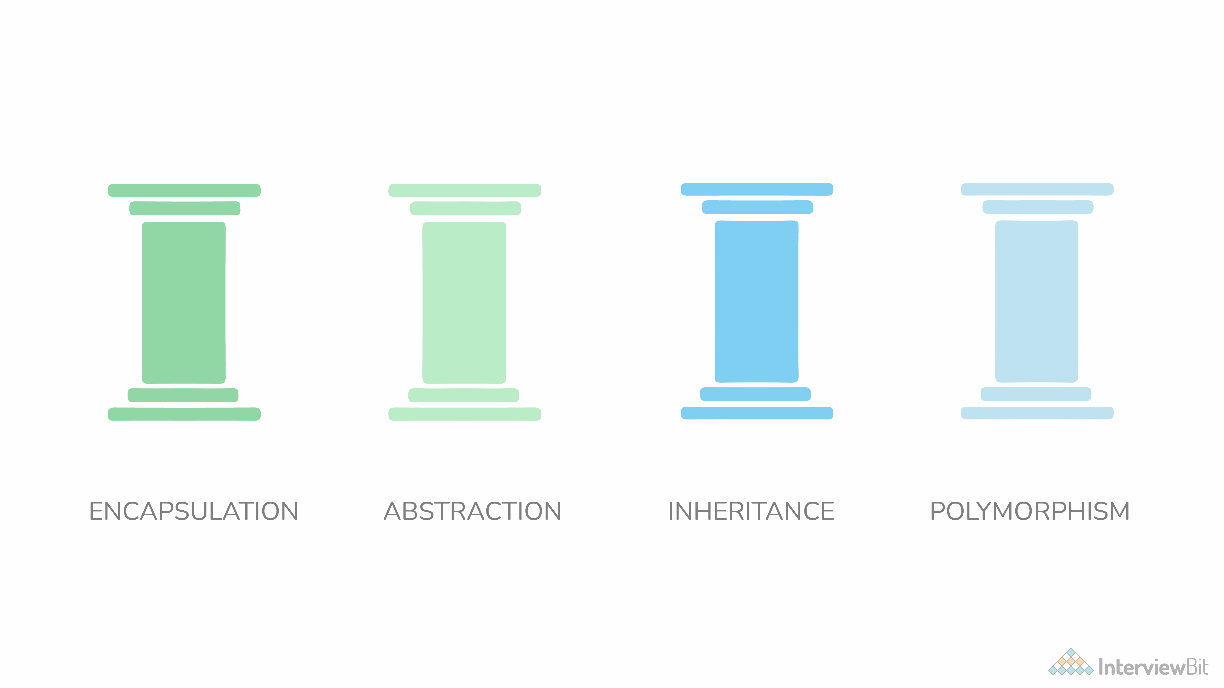 ENCAPSULATION
ABSTRACTION
INHERITANCE
POLYMORPHISM
InterviewBit